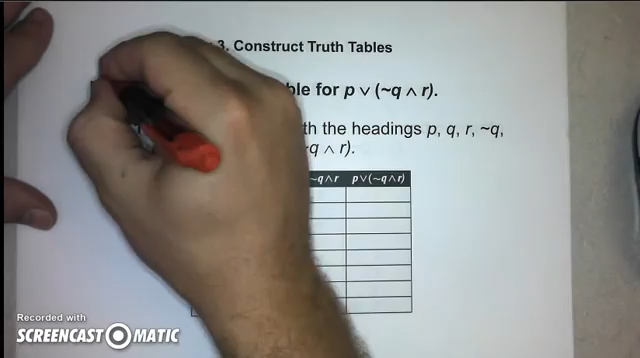 3. Construct Truth Tables
ble for p ∨ (~q ∧ r).
th the headings p, q, r, ~q,
q ∧ r).
~q∧r p∨(~q∧r)
Recorded with
SCREENCAST O MATIC